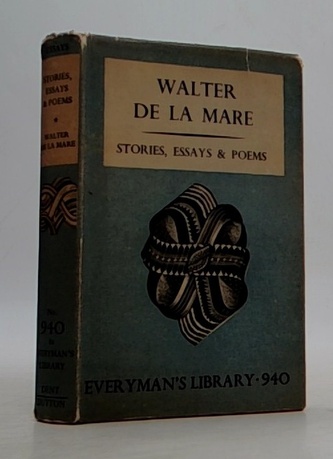 WALTER
DE LA MARE
STORIES, ESSAYS & POEMS
EVERYMAN'S LIBRARY · 940
ESSAYS
STORIES,
ESSAYS
& POEMS
WALTER
DE LA MARE
940
EVERYMAN'S
LIBRARY
DENT
DUTTON